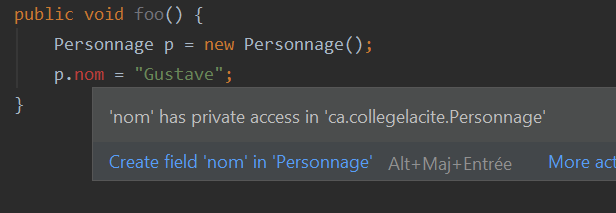 public void foo() {
Personnage p = new Personnage();
p.nom = "Gustave";
}
'nom' has private access in 'ca.collegelacite.Personnage'
Create field 'nom' in 'Personnage' Alt+Maj+Entrée More act